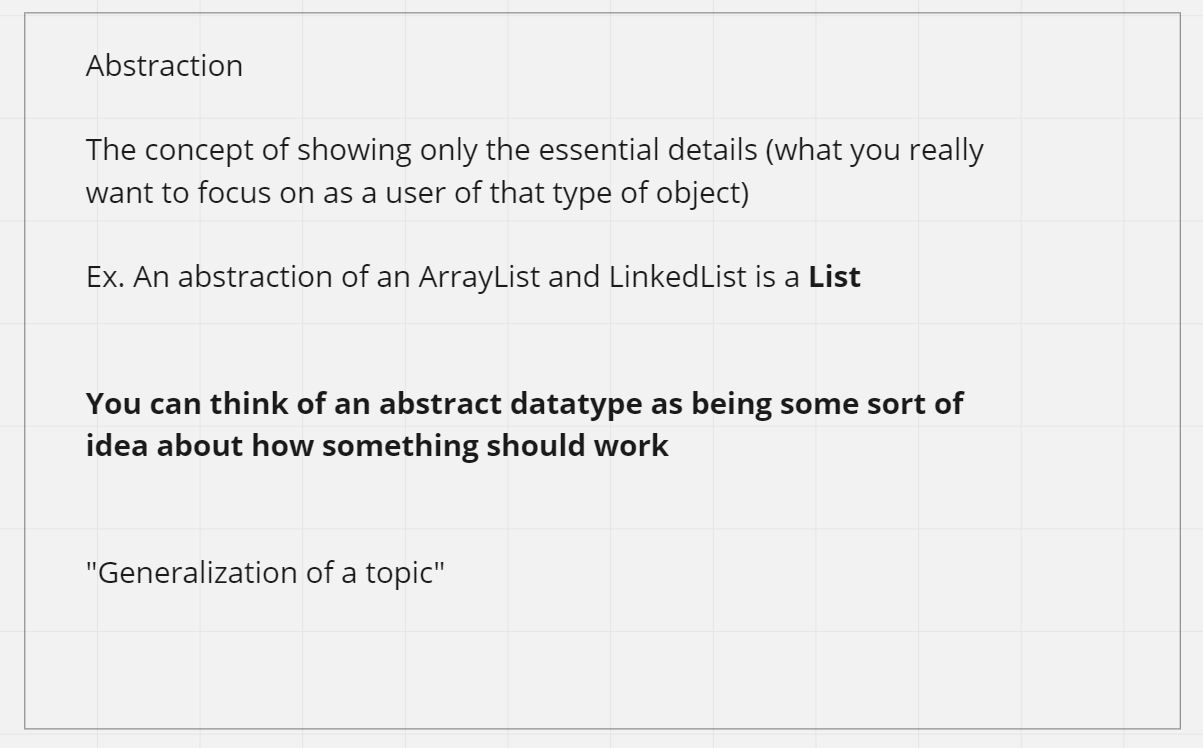 Abstraction
The concept of showing only the essential details (what you really
want to focus on as a user of that type of object)
Ex. An abstraction of an ArrayList and LinkedList is a List
You can think of an abstract datatype as being some sort of
idea about how something should work
"Generalization of a topic"